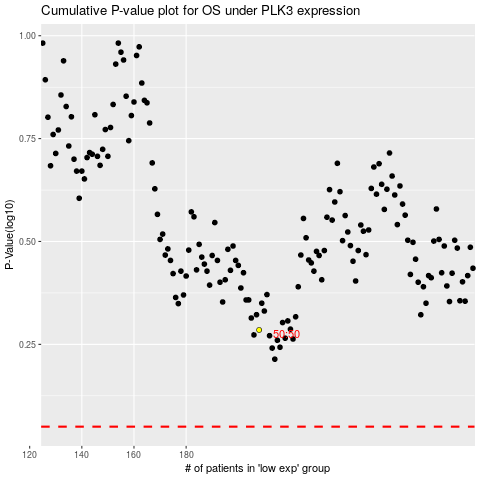 Cumulative P-value plot for OS under PLK3 expression
1.00
0.75
0.50
0.25
P-Value(log10)
50:50
120 140 160 180
# of patients in 'low exp' group